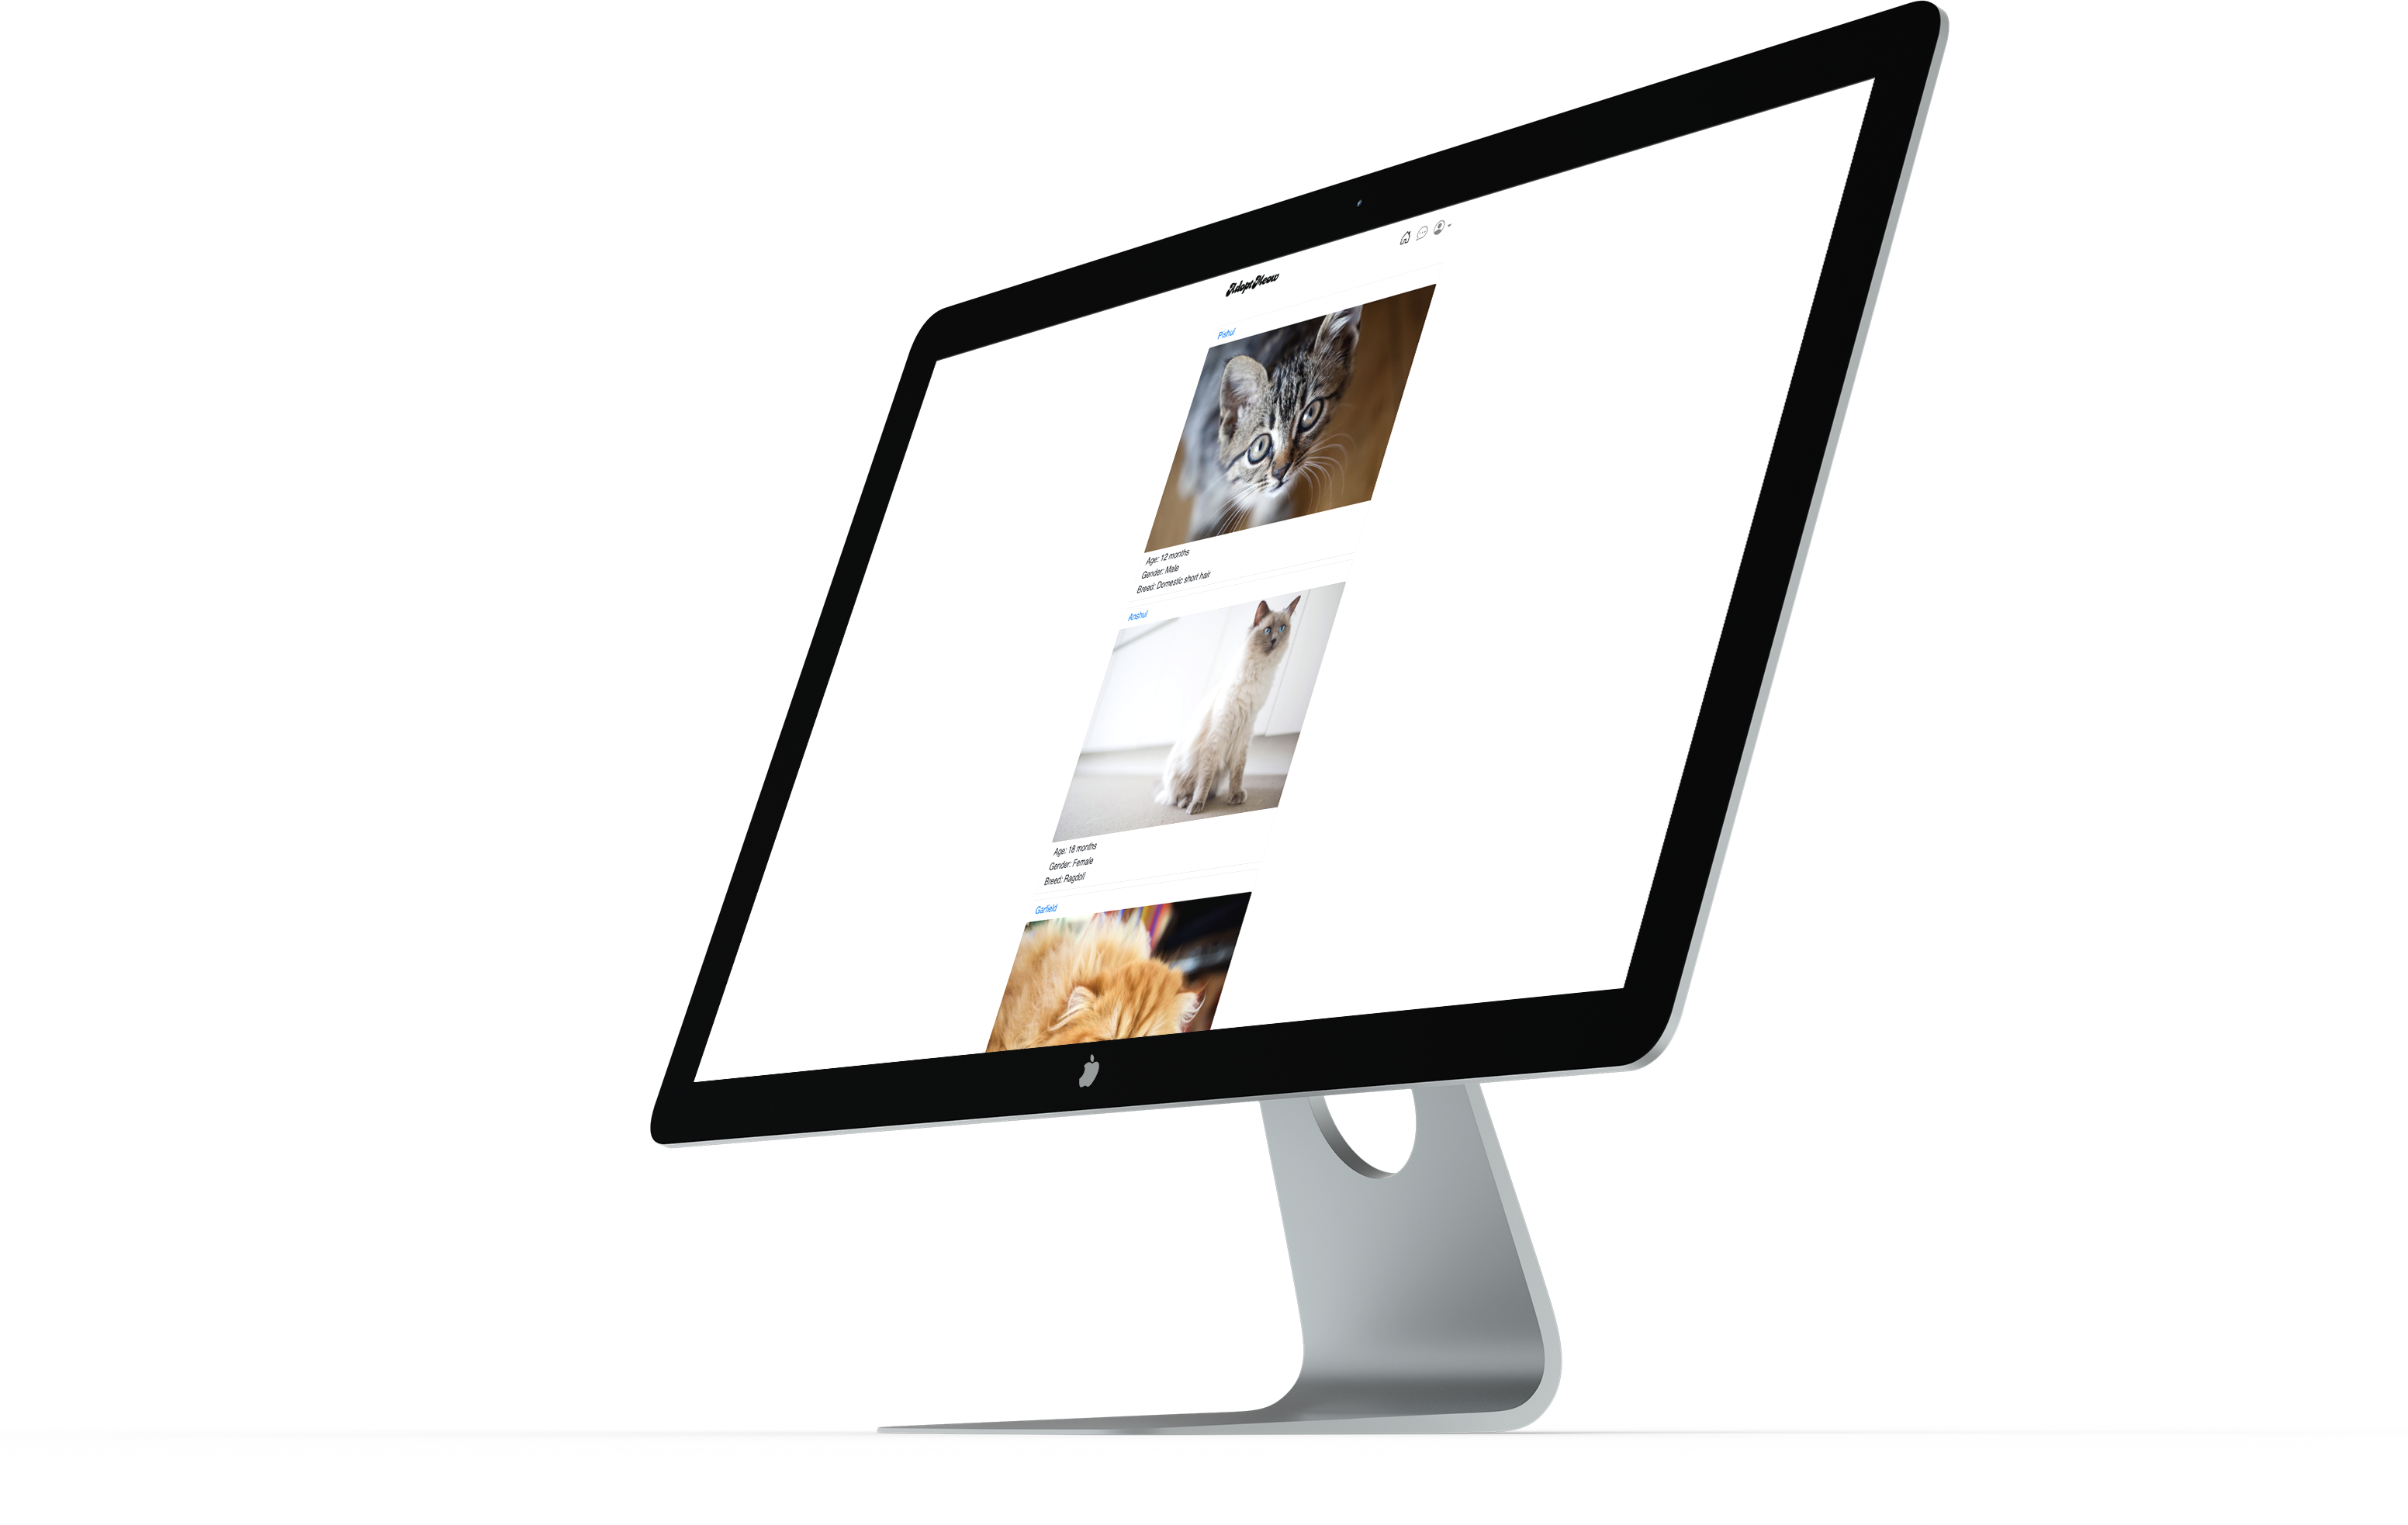 AdoptMeow
Pishul
Age: 12 months
Gender: Male
Breed: Domestic short hair
Anshul
Age: 18 months
Gender: Female
Breed: Ragdoll
Garfield